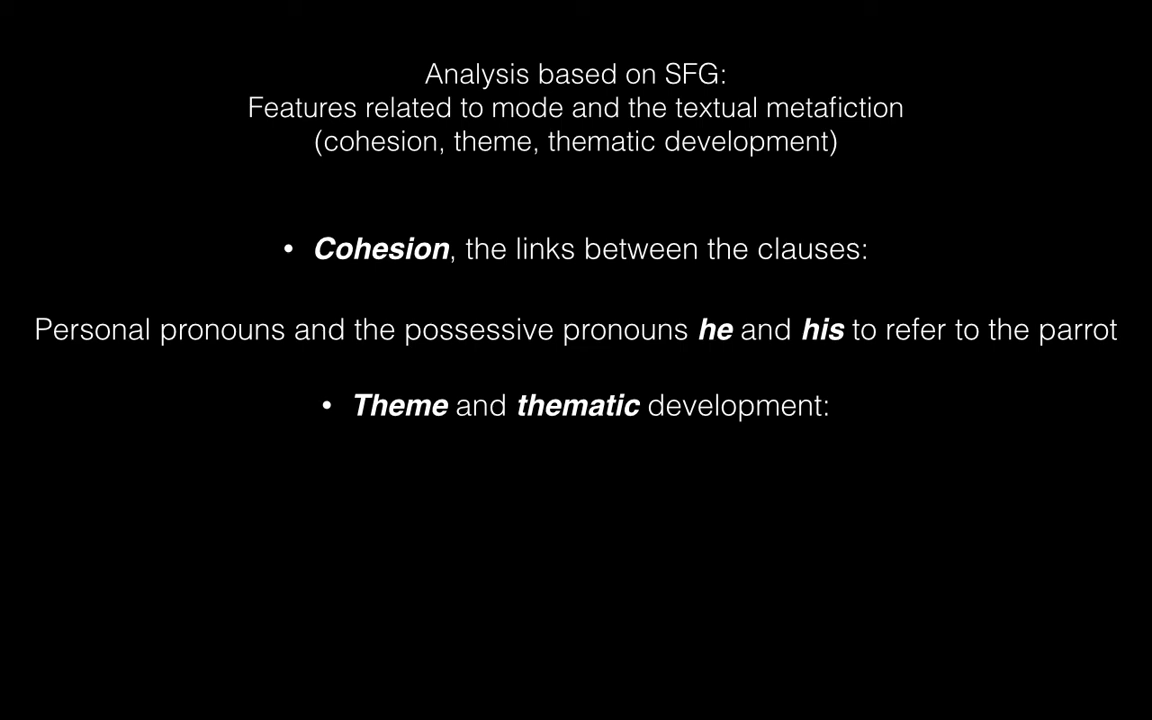 Analysis based on SFG:
Features related to mode and the textual metafiction
(cohesion, theme, thematic development)
• Cohesion, the links between the clauses:
Personal pronouns and the possessive pronouns he and his to refer to the parrot
• Theme and thematic development: